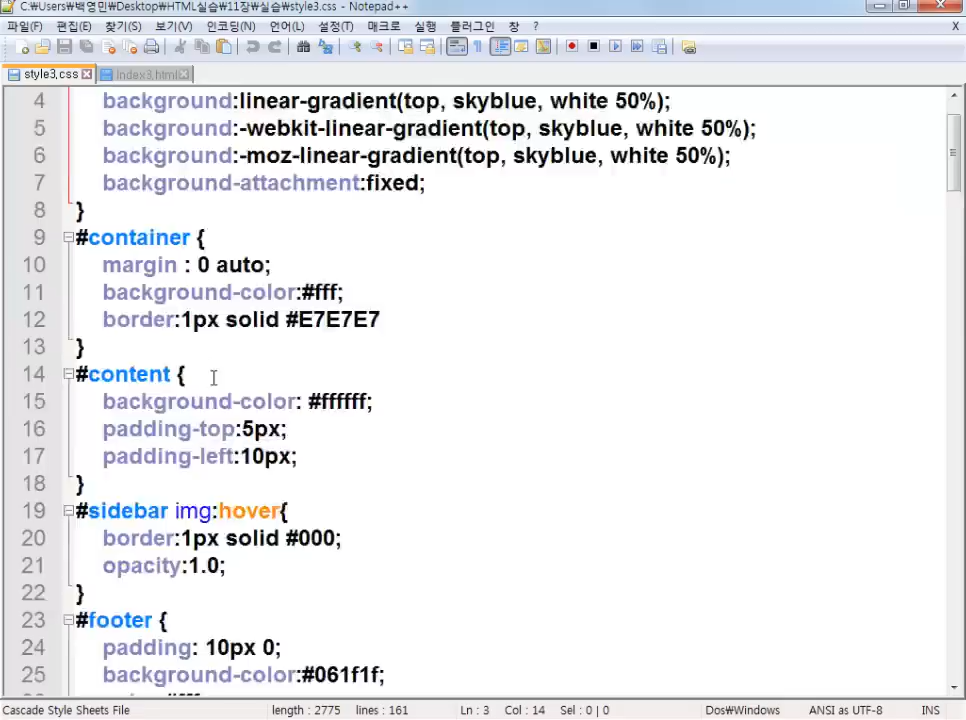 C:₩Users₩백영민₩Desktop₩HTML실습₩11장₩실습₩style3.css - Notepad++
파일(F) 편집(E) 찾기(S) 보기(V) 인코딩(N) 언어(L) 설정(T) 매크로 실행 플러그인 창 ? X
style3.css index3.html
4 background:linear-gradient(top, skyblue, white 50%);
5 background:-webkit-linear-gradient(top, skyblue, white 50%);
6 background:-moz-linear-gradient(top, skyblue, white 50%);
7 background-attachment:fixed;
8 }
9 #container {
10 margin : 0 auto;
11 background-color:#fff;
12 border:1px solid #E7E7E7
13 }
14 #content {
15 background-color: #ffffff;
16 padding-top:5px;
17 padding-left:10px;
18 }
19 #sidebar img:hover{
20 border:1px solid #000;
21 opacity:1.0;
22 }
23 #footer {
24 padding: 10px 0;
25 background-color:#061f1f;
Cascade Style Sheets File length : 2775 lines : 161 Ln : 3 Col : 14 Sel : 0 | 0 Dos₩Windows ANSI as UTF-8 INS